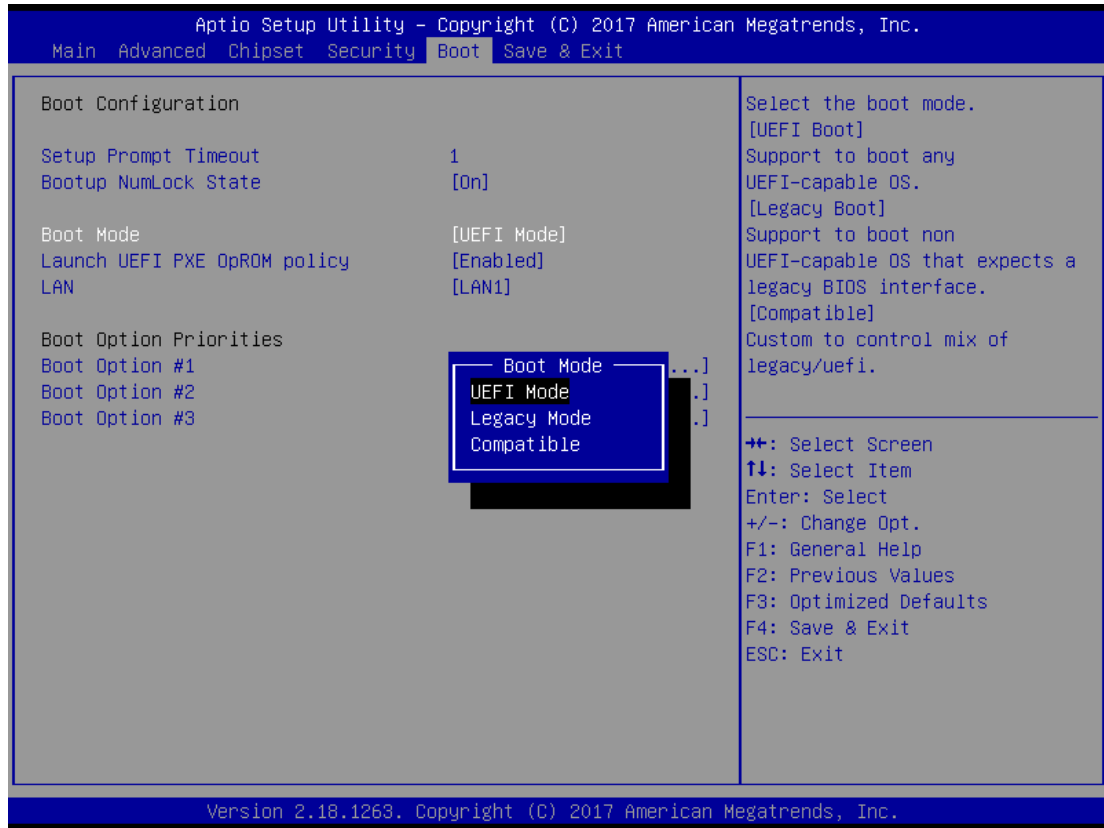 Aptio Setup Utility – Copyright (C) 2017 American Megatrends, Inc.
Main Advanced Chipset Security Boot Save & Exit
Boot Configuration
Setup Prompt Timeout 1
Bootup NumLock State [On]
Boot Mode [UEFI Mode]
Launch UEFI PXE OpROM policy [Enabled]
LAN [LAN1]
Boot Option Priorities
Boot Option #1 ...]
Boot Option #2 .]
Boot Option #3 .]
Boot Mode
UEFI Mode
Legacy Mode
Compatible
Select the boot mode.
[UEFI Boot]
Support to boot any
UEFI-capable OS.
[Legacy Boot]
Support to boot non
UEFI-capable OS that expects a
legacy BIOS interface.
[Compatible]
Custom to control mix of
legacy/uefi.
→←: Select Screen
↑↓: Select Item
Enter: Select
+/-: Change Opt.
F1: General Help
F2: Previous Values
F3: Optimized Defaults
F4: Save & Exit
ESC: Exit
Version 2.18.1263. Copyright (C) 2017 American Megatrends, Inc.